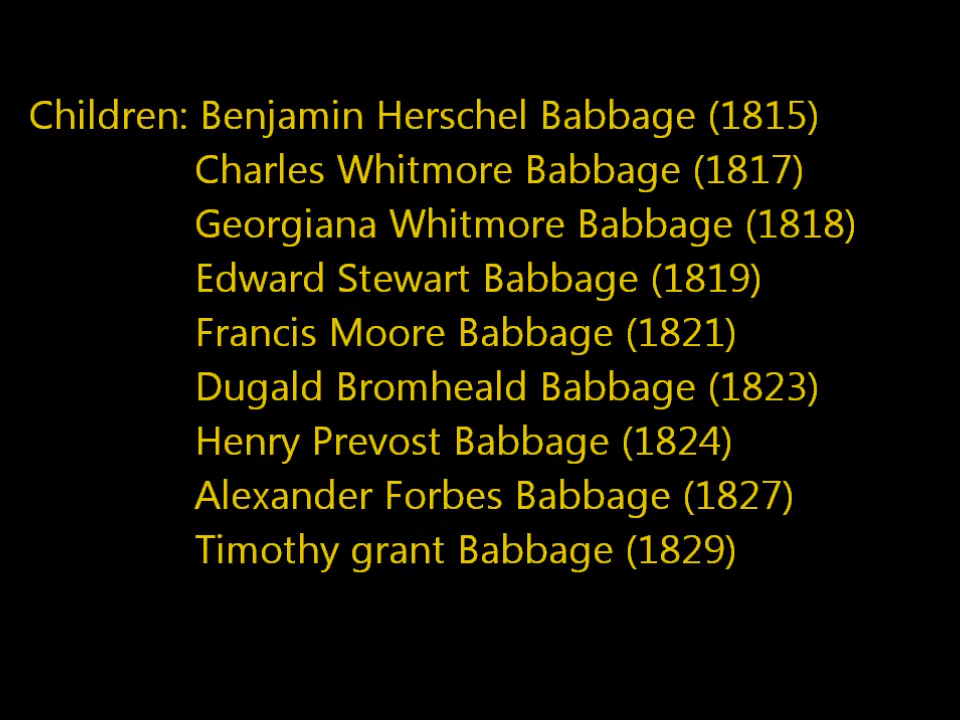 Children: Benjamin Herschel Babbage (1815)
Charles Whitmore Babbage (1817)
Georgiana Whitmore Babbage (1818)
Edward Stewart Babbage (1819)
Francis Moore Babbage (1821)
Dugald Bromheald Babbage (1823)
Henry Prevost Babbage (1824)
Alexander Forbes Babbage (1827)
Timothy grant Babbage (1829)